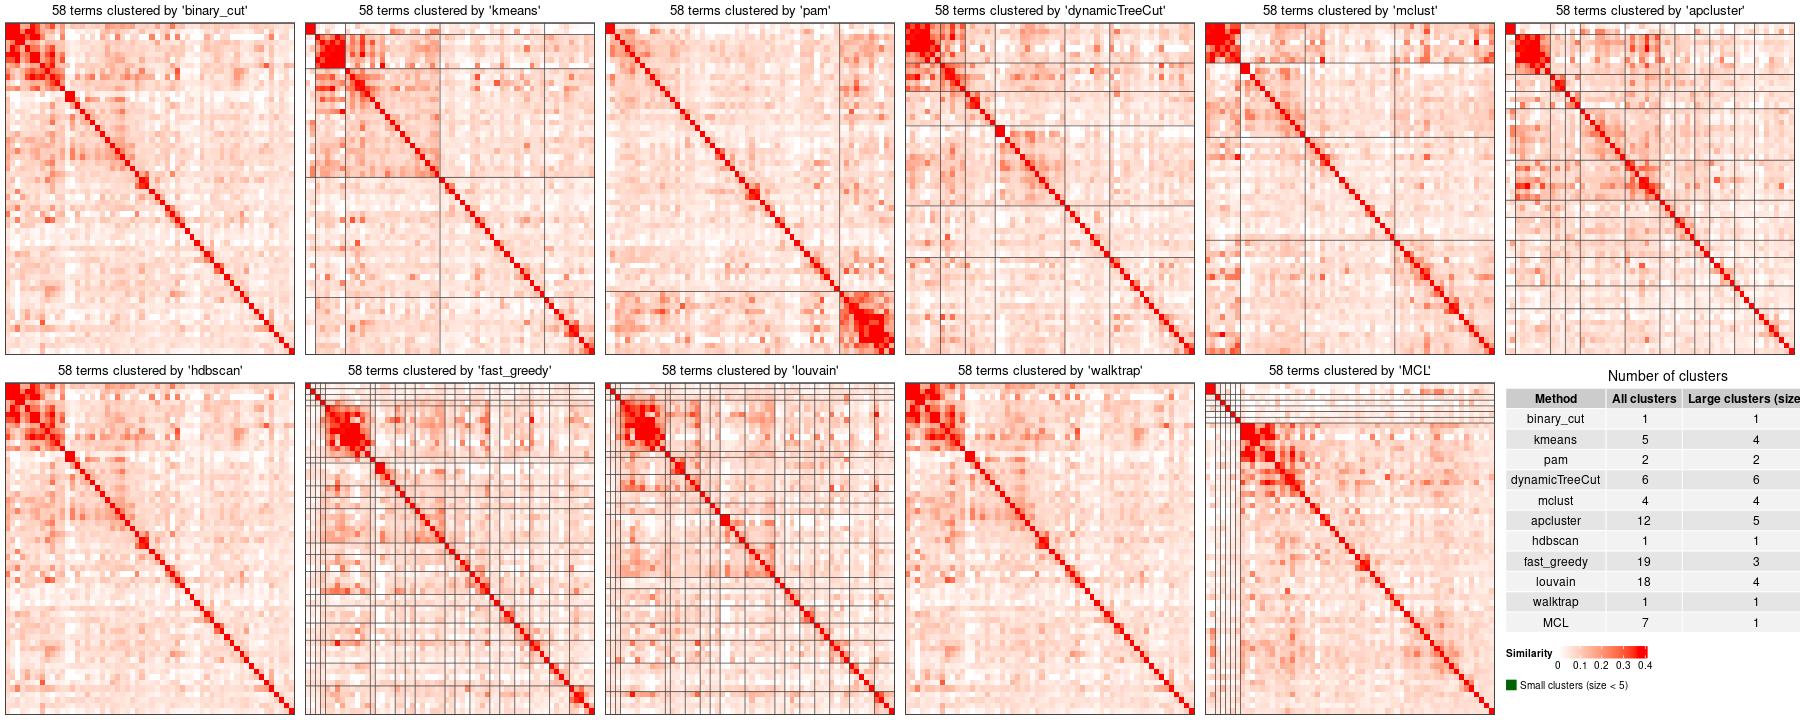 58 terms clustered by 'binary_cut'
58 terms clustered by 'kmeans'
58 terms clustered by 'pam'
58 terms clustered by 'dynamicTreeCut'
58 terms clustered by 'mclust'
58 terms clustered by 'apcluster'
58 terms clustered by 'hdbscan'
58 terms clustered by 'fast_greedy'
58 terms clustered by 'louvain'
58 terms clustered by 'walktrap'
58 terms clustered by 'MCL'
Number of clusters
Method All clusters Large clusters (size
binary_cut 1 1
kmeans 5 4
pam 2 2
dynamicTreeCut 6 6
mclust 4 4
apcluster 12 5
hdbscan 1 1
fast_greedy 19 3
louvain 18 4
walktrap 1 1
MCL 7 1
Similarity
0 0.1 0.2 0.3 0.4
Small clusters (size < 5)